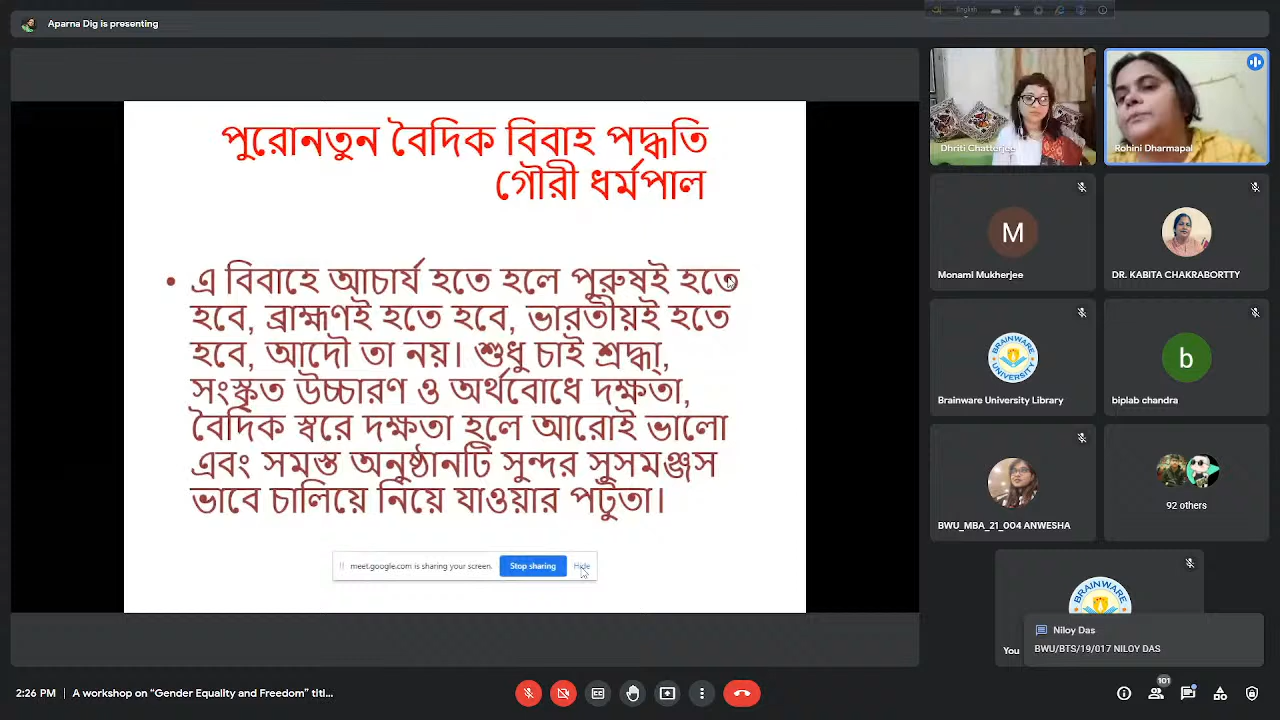 Aparna Dig is presenting
English
পুরোনতুন বৈদিক বিবাহ পদ্ধতি
গৌরী ধর্মপাল
• এ বিবাহে আচার্য হতে হলে পুরুষই হতে
হবে, ব্রাহ্মণই হতে হবে, ভারতীয়ই হতে
হবে, আদৌ তা নয়। শুধু চাই শ্রদ্ধা,
সংস্কৃত উচ্চারণ ও অর্থবোধে দক্ষতা,
বৈদিক স্বরে দক্ষতা হলে আরোই ভালো
এবং সমস্ত অনুষ্ঠানটি সুন্দর সুসমঞ্জস
ভাবে চালিয়ে নিয়ে যাওয়ার পটুতা।
meet.google.com is sharing your screen.
Stop sharing
Hide
Dhriti Chatterjee
Rohini Dharmapal
M
Monami Mukherjee
DR. KABITA CHAKRABORTTY
BRAINWARE UNIVERSITY
Brainware University Library
b
biplab chandra
BWU_MBA_21_004 ANWESHA
92 others
BRAINWARE
You
Niloy Das
BWU/BTS/19/017 NILOY DAS
2:26 PM | A workshop on “Gender Equality and Freedom” titl...
101